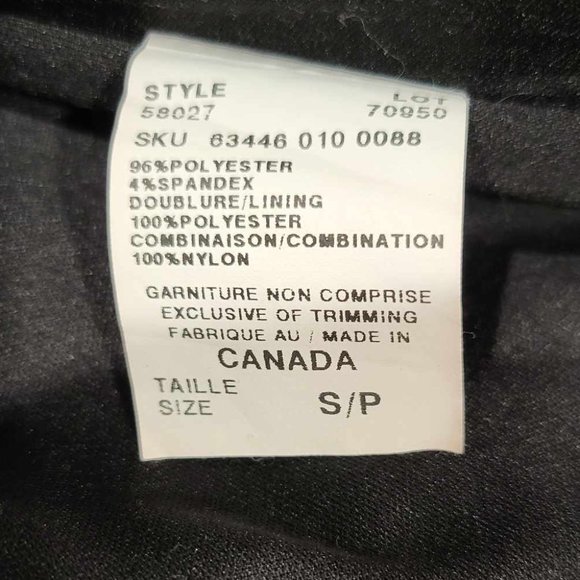 STYLE LOT
58027 70950
SKU 63446 010 0088
96%POLYESTER
4%SPANDEX
DOUBLURE/LINING
100%POLYESTER
COMBINAISON/COMBINATION
100%NYLON
GARNITURE NON COMPRISE
EXCLUSIVE OF TRIMMING
FABRIQUE AU / MADE IN
CANADA
TAILLE
SIZE S/P